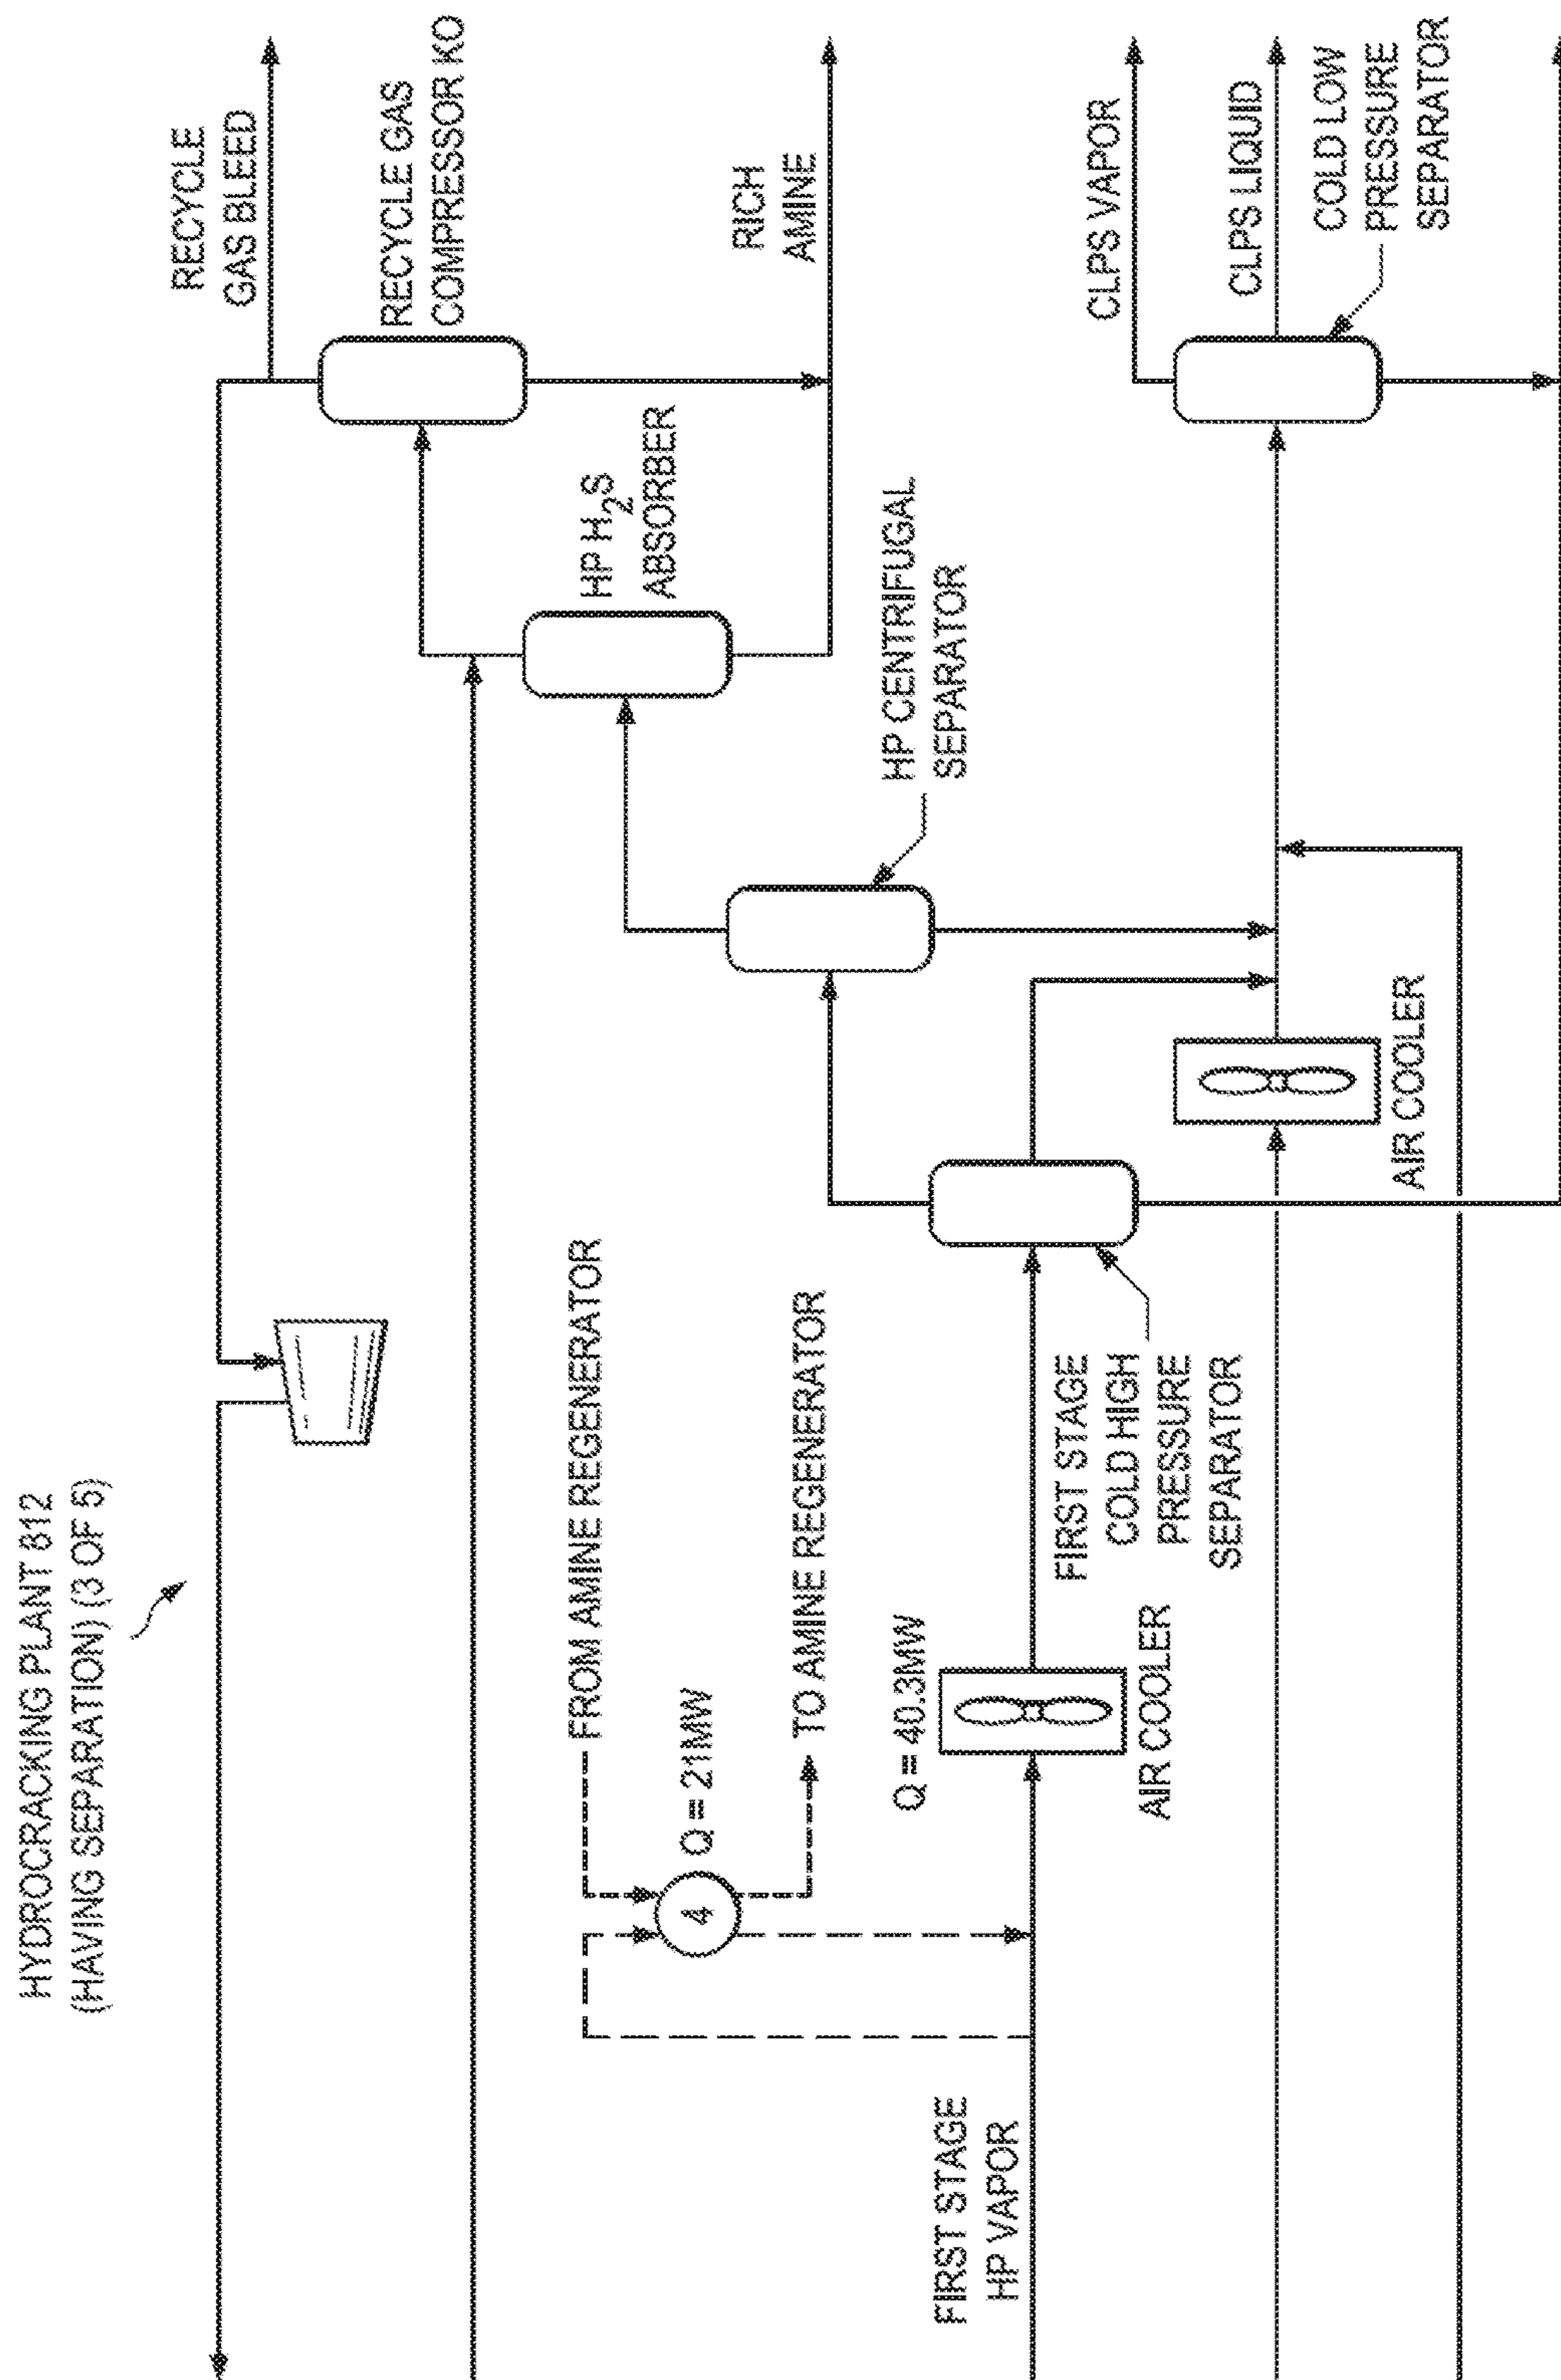 HYDROCRACKING PLANT 812
(HAVING SEPARATION) (3 OF 5)
RECYCLE
GAS BLEED
RECYCLE GAS
COMPRESSOR KO
HP H2S
ABSORBER
RICH
AMINE
FROM AMINE REGENERATOR
4
Q = 21MW
TO AMINE REGENERATOR
HP CENTRIFUGAL
SEPARATOR
FIRST STAGE
HP VAPOR
Q = 40.3MW
AIR COOLER
FIRST STAGE
COLD HIGH
PRESSURE
SEPARATOR
AIR COOLER
CLPS VAPOR
CLPS LIQUID
COLD LOW
PRESSURE
SEPARATOR